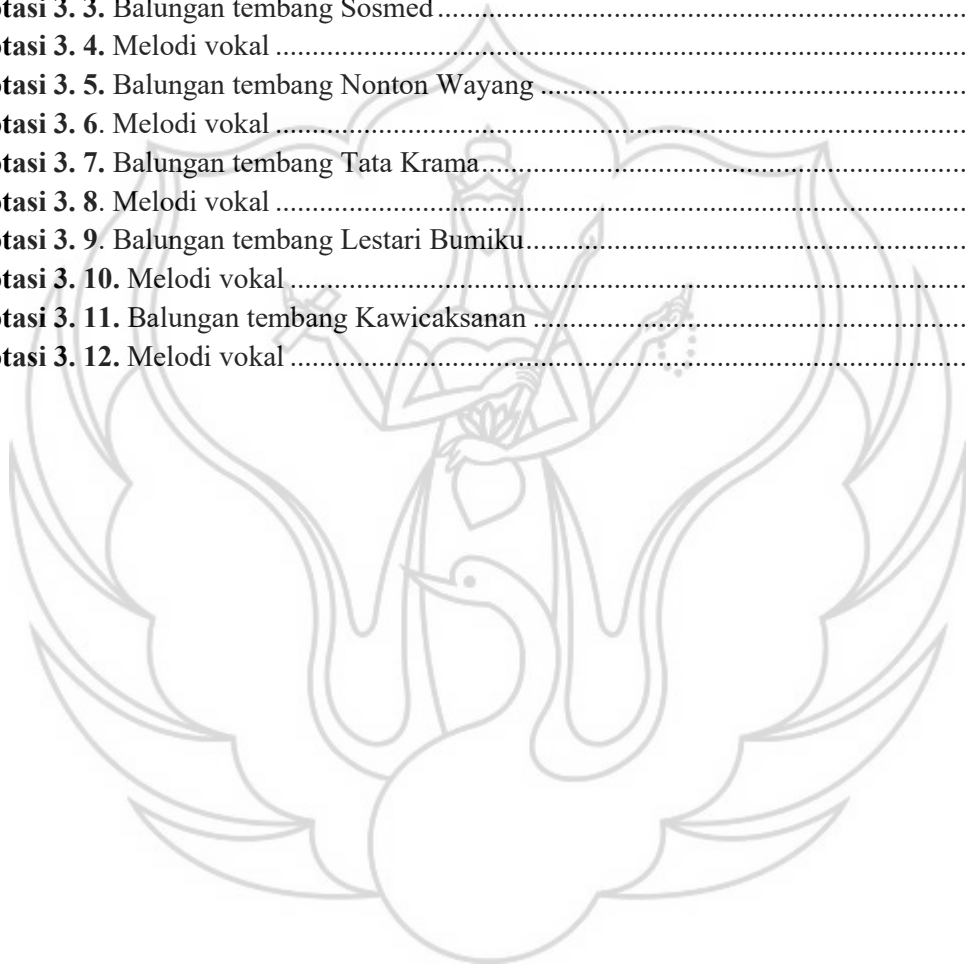 otasi 3. 3. Balungan tembang Sosmed........................................................................
otasi 3. 4. Melodi vokal..............................................................................................
otasi 3. 5. Balungan tembang Nonton Wayang..........................................................
otasi 3. 6. Melodi vokal..............................................................................................
otasi 3. 7. Balungan tembang Tata Krama..................................................................
otasi 3. 8. Melodi vokal..............................................................................................
otasi 3. 9. Balungan tembang Lestari Bumiku............................................................
otasi 3. 10. Melodi vokal............................................................................................
otasi 3. 11. Balungan tembang Kawicaksanan...........................................................
otasi 3. 12. Melodi vokal............................................................................................